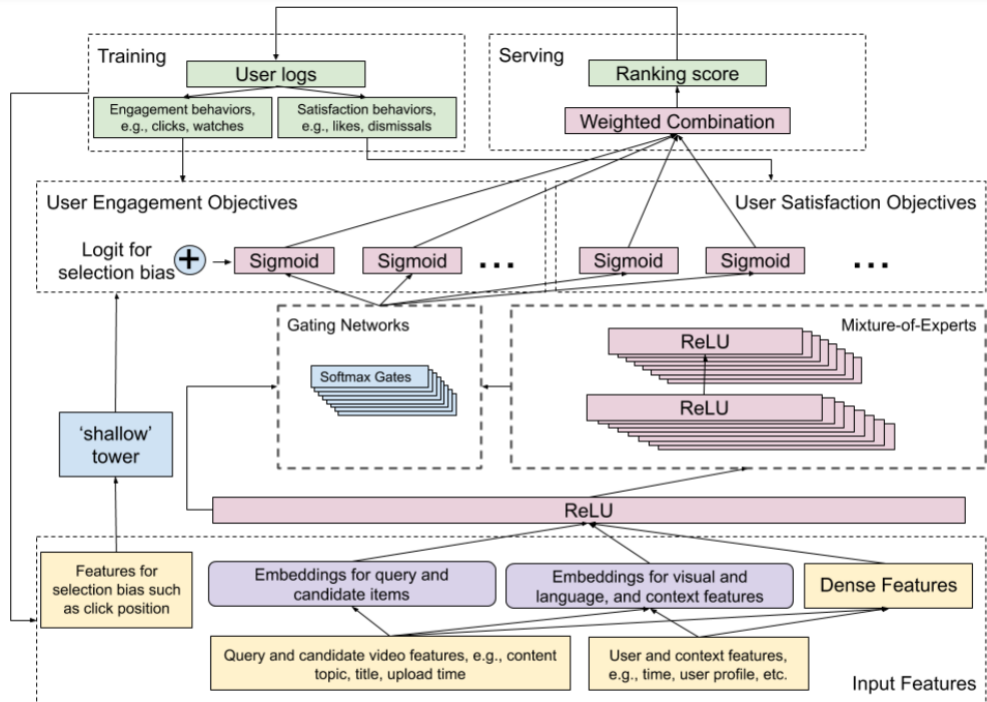 Training
User logs
Engagement behaviors,
e.g., clicks, watches
Satisfaction behaviors,
e.g., likes, dismissals
Serving
Ranking score
Weighted Combination
User Engagement Objectives
Logit for
selection bias
+
Sigmoid
Sigmoid
...
User Satisfaction Objectives
Sigmoid
Sigmoid
...
Gating Networks
Softmax Gates
Mixture-of-Experts
ReLU
ReLU
'shallow'
tower
ReLU
Features for
selection bias such
as click position
Embeddings for query and
candidate items
Embeddings for visual and
language, and context features
Dense Features
Query and candidate video features, e.g., content
topic, title, upload time
User and context features,
e.g., time, user profile, etc.
Input Features